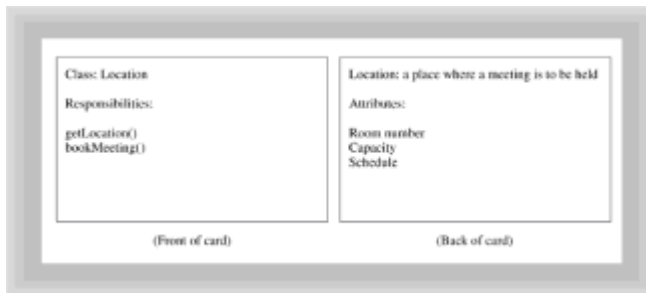 Class: Location
Responsibilities:
getLocation()
bookMeeting()
(Front of card)
Location: a place where a meeting is to be held
Attributes:
Room number
Capacity
Schedule
(Back of card)